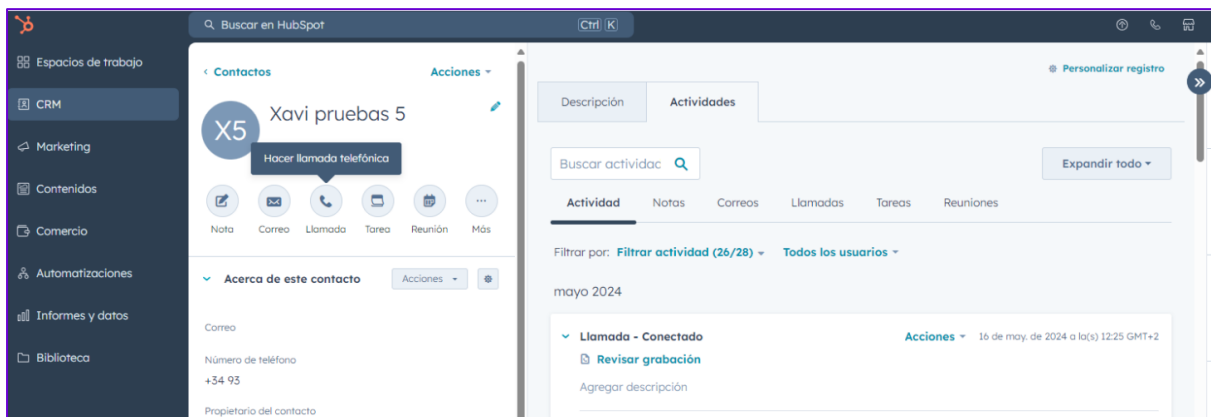 Buscar en HubSpot
Ctrl K
Espacios de trabajo
CRM
Marketing
Contenidos
Comercio
Automatizaciones
Informes y datos
Biblioteca
Contactos
Acciones
X5
Xavi pruebas 5
Hacer llamada telefónica
Nota
Correo
Llamada
Tarea
Reunión
Más
Acerca de este contacto
Acciones
Correo
Número de teléfono
+34 93
Propietario del contacto
Personalizar registro
Descripción
Actividades
Buscar actividac
Expandir todo
Actividad
Notas
Correos
Llamadas
Tareas
Reuniones
Filtrar por: Filtrar actividad (26/28) Todos los usuarios
mayo 2024
Llamada - Conectado
Acciones 16 de may. de 2024 a la(s) 12:25 GMT+2
Revisar grabación
Agregar descripción